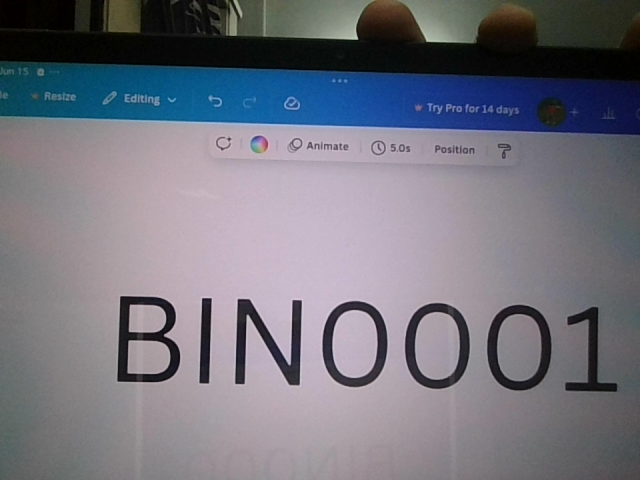 Jun 15
Resize
Editing
Try Pro for 14 days
Animate
5.0s
Position
BIN0001